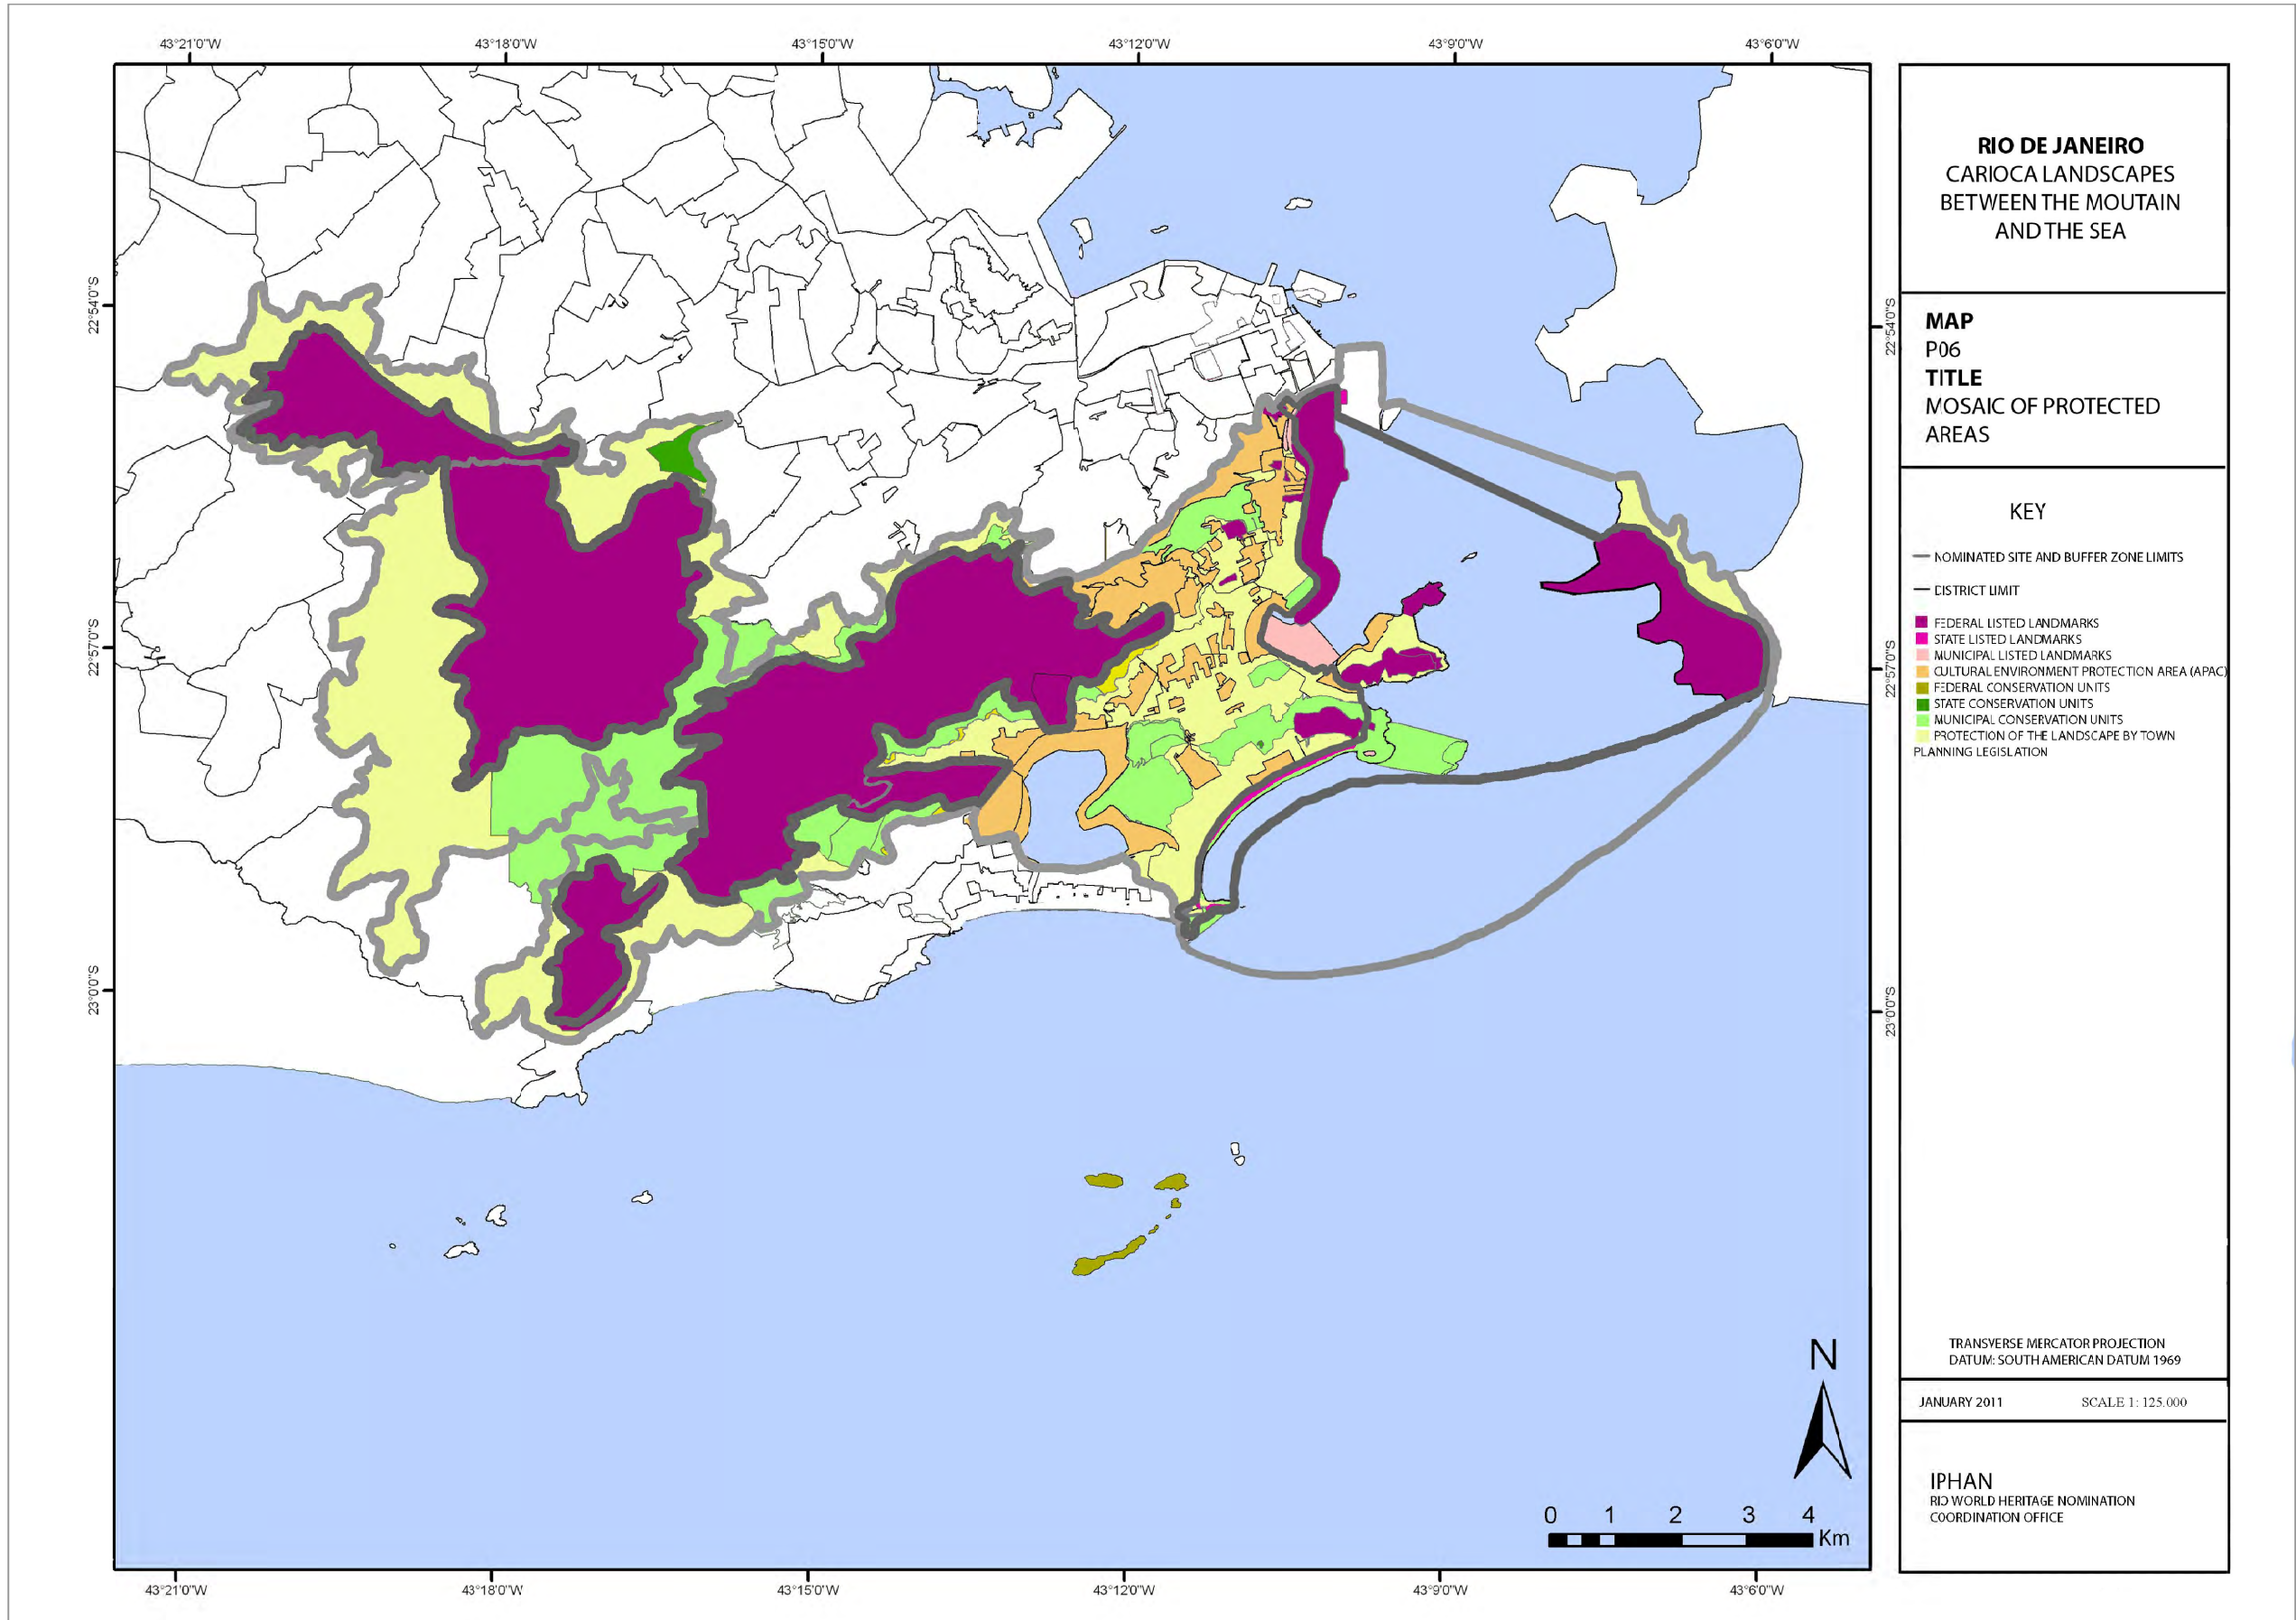 43°21'0"W 43°18'0"W 43°15'0"W 43°12'0"W 43°9'0"W 43°6'0"W
22°54'0"S
22°57'0"S
23°0'0"S
22°54'0"S
22°57'0"S
23°0'0"S
N
0 1 2 3 4
Km
43°21'0"W 43°18'0"W 43°15'0"W 43°12'0"W 43°9'0"W 43°6'0"W
RIO DE JANEIRO
CARIOCA LANDSCAPES
BETWEEN THE MOUTAIN
AND THE SEA
MAP
P06
TITLE
MOSAIC OF PROTECTED
AREAS
KEY
NOMINATED SITE AND BUFFER ZONE LIMITS
DISTRICT LIMIT
FEDERAL LISTED LANDMARKS
STATE LISTED LANDMARKS
MUNICIPAL LISTED LANDMARKS
CULTURAL ENVIRONMENT PROTECTION AREA (APAC)
FEDERAL CONSERVATION UNITS
STATE CONSERVATION UNITS
MUNICIPAL CONSERVATION UNITS
PROTECTION OF THE LANDSCAPE BY TOWN
PLANNING LEGISLATION
TRANSVERSE MERCATOR PROJECTION
DATUM: SOUTH AMERICAN DATUM 1969
JANUARY 2011 SCALE 1: 125.000
IPHAN
RIO WORLD HERITAGE NOMINATION
COORDINATION OFFICE